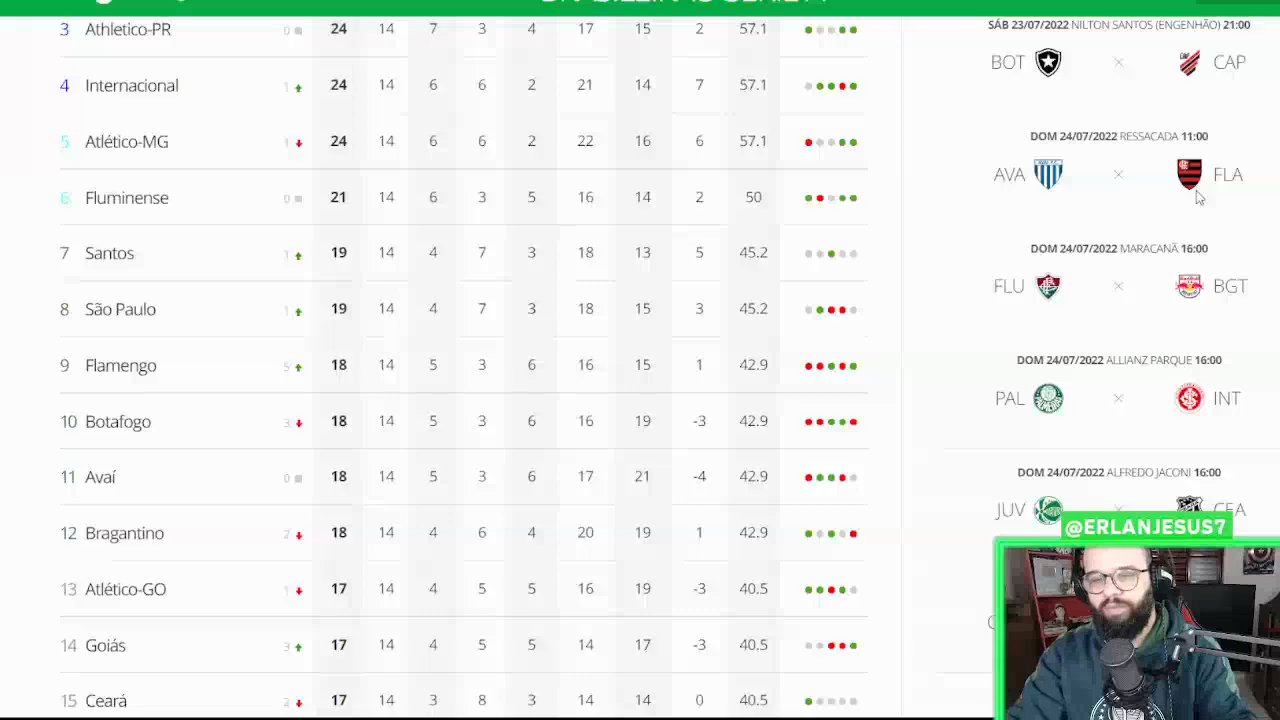 3 Athletico-PR 0 24 14 7 3 4 17 15 2 57.1
4 Internacional 1 24 14 6 6 2 21 14 7 57.1
5 Atlético-MG 1 24 14 6 6 2 22 16 6 57.1
6 Fluminense 0 21 14 6 3 5 16 14 2 50
7 Santos 1 19 14 4 7 3 18 13 5 45.2
8 São Paulo 1 19 14 4 7 3 18 15 3 45.2
9 Flamengo 5 18 14 5 3 6 16 15 1 42.9
10 Botafogo 3 18 14 5 3 6 16 19 -3 42.9
11 Avaí 0 18 14 5 3 6 17 21 -4 42.9
12 Bragantino 2 18 14 4 6 4 20 19 1 42.9
13 Atlético-GO 1 17 14 4 5 5 16 19 -3 40.5
14 Goiás 3 17 14 4 5 5 14 17 -3 40.5
15 Ceará 2 17 14 3 8 3 14 14 0 40.5
SÁB 23/07/2022 NILTON SANTOS (ENGENHÃO) 21:00
BOT × CAP
DOM 24/07/2022 RESSACADA 11:00
AVA × FLA
DOM 24/07/2022 MARACANÃ 16:00
FLU × BGT
DOM 24/07/2022 ALLIANZ PARQUE 16:00
PAL × INT
DOM 24/07/2022 ALFREDO JACONI 16:00
JUV × CEA
@ERLANJESUS7